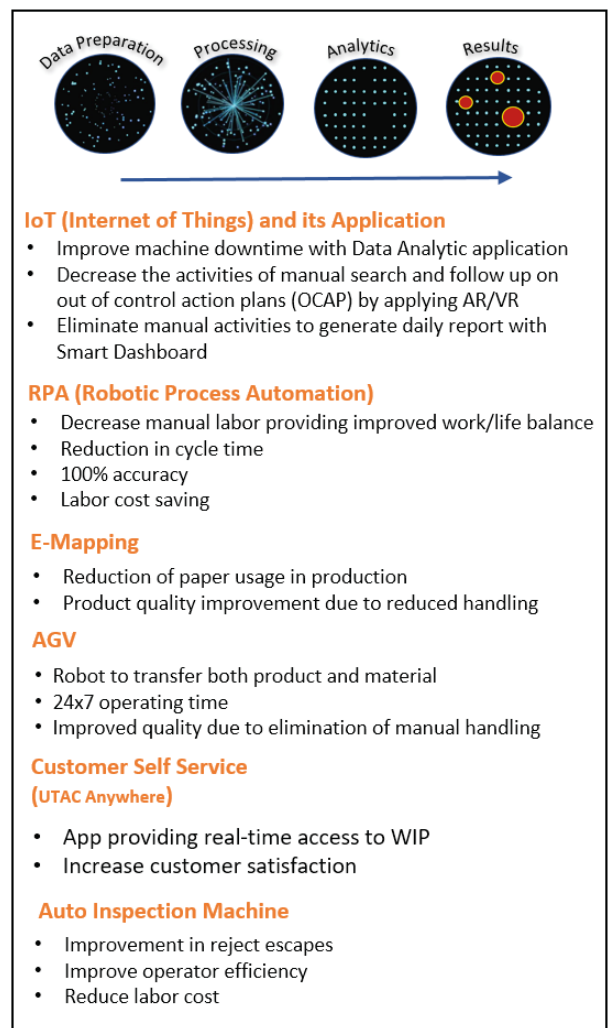 Data Preparation
Processing
Analytics
Results
IoT (Internet of Things) and its Application
• Improve machine downtime with Data Analytic application
• Decrease the activities of manual search and follow up on
out of control action plans (OCAP) by applying AR/VR
• Eliminate manual activities to generate daily report with
Smart Dashboard
RPA (Robotic Process Automation)
• Decrease manual labor providing improved work/life balance
• Reduction in cycle time
• 100% accuracy
• Labor cost saving
E-Mapping
• Reduction of paper usage in production
• Product quality improvement due to reduced handling
AGV
• Robot to transfer both product and material
• 24x7 operating time
• Improved quality due to elimination of manual handling
Customer Self Service
(UTAC Anywhere)
• App providing real-time access to WIP
• Increase customer satisfaction
Auto Inspection Machine
• Improvement in reject escapes
• Improve operator efficiency
• Reduce labor cost